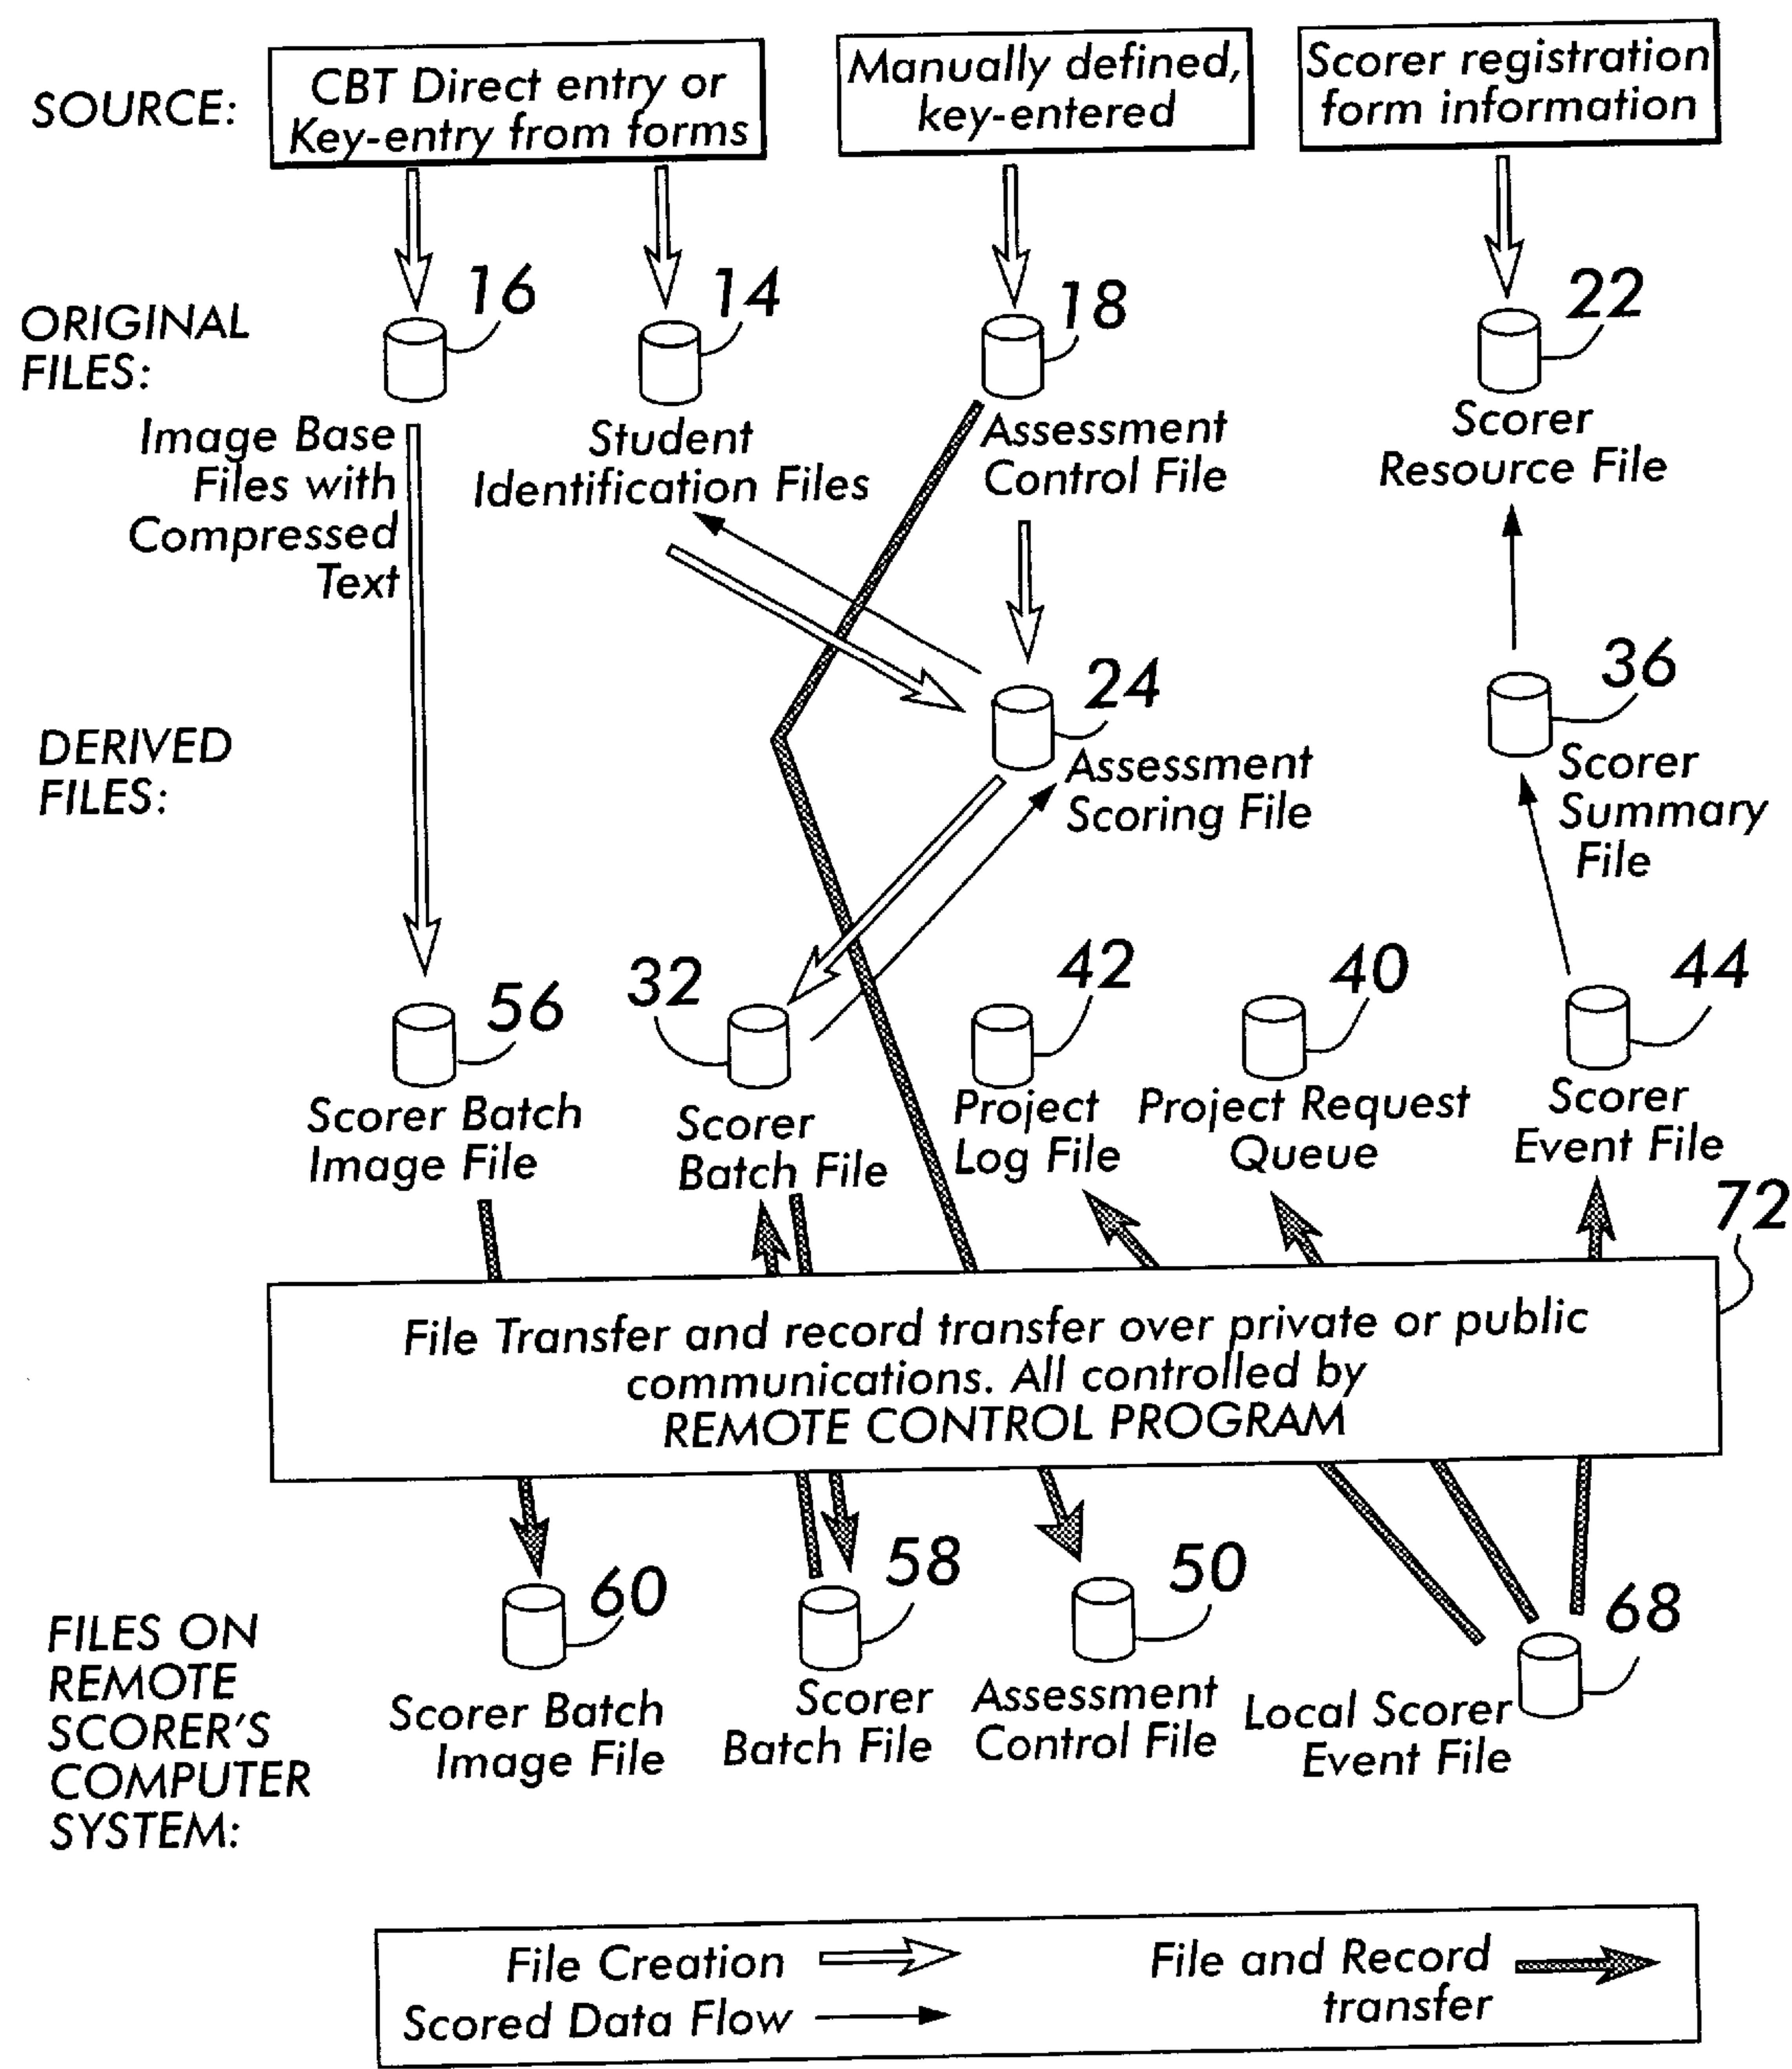 SOURCE:
CBT Direct entry or
Key-entry from forms
Manually defined,
key-entered
Scorer registration
form information
ORIGINAL
FILES:
16
14
18
22
Image Base
Files with
Compressed
Text
Student
Identification Files
Assessment
Control File
Scorer
Resource File
DERIVED
FILES:
24
Assessment
Scoring File
36
Scorer
Summary
File
56
32
42
40
44
Scorer Batch
Image File
Scorer
Batch File
Project
Log File
Project Request
Queue
Scorer
Event File
72
File Transfer and record transfer over private or public
communications. All controlled by
REMOTE CONTROL PROGRAM
FILES ON
REMOTE
SCORER'S
COMPUTER
SYSTEM:
60
58
50
68
Scorer Batch
Image File
Scorer
Batch File
Assessment
Control File
Local Scorer
Event File
File Creation
Scored Data Flow
File and Record
transfer